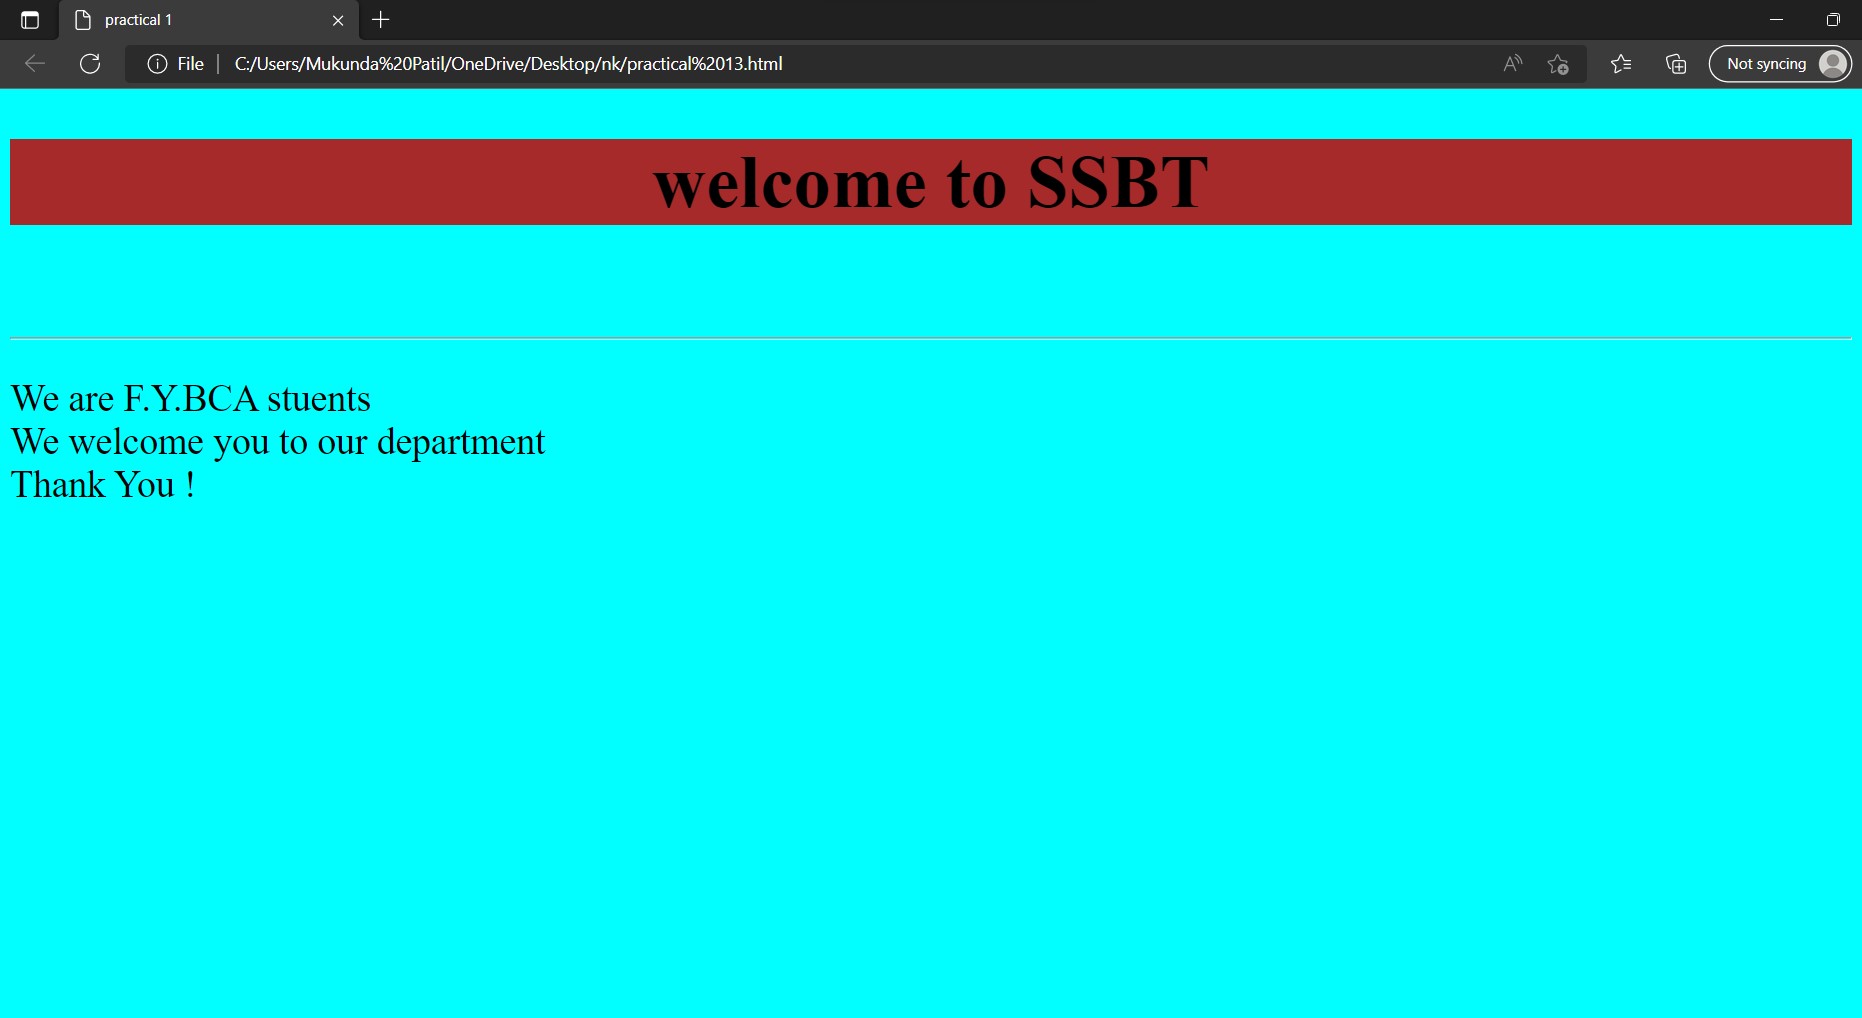 practical 1
File
C:/Users/Mukunda%20Patil/OneDrive/Desktop/nk/practical%2013.html
Not syncing
welcome to SSBT
We are F.Y.BCA stuents
We welcome you to our department
Thank You !